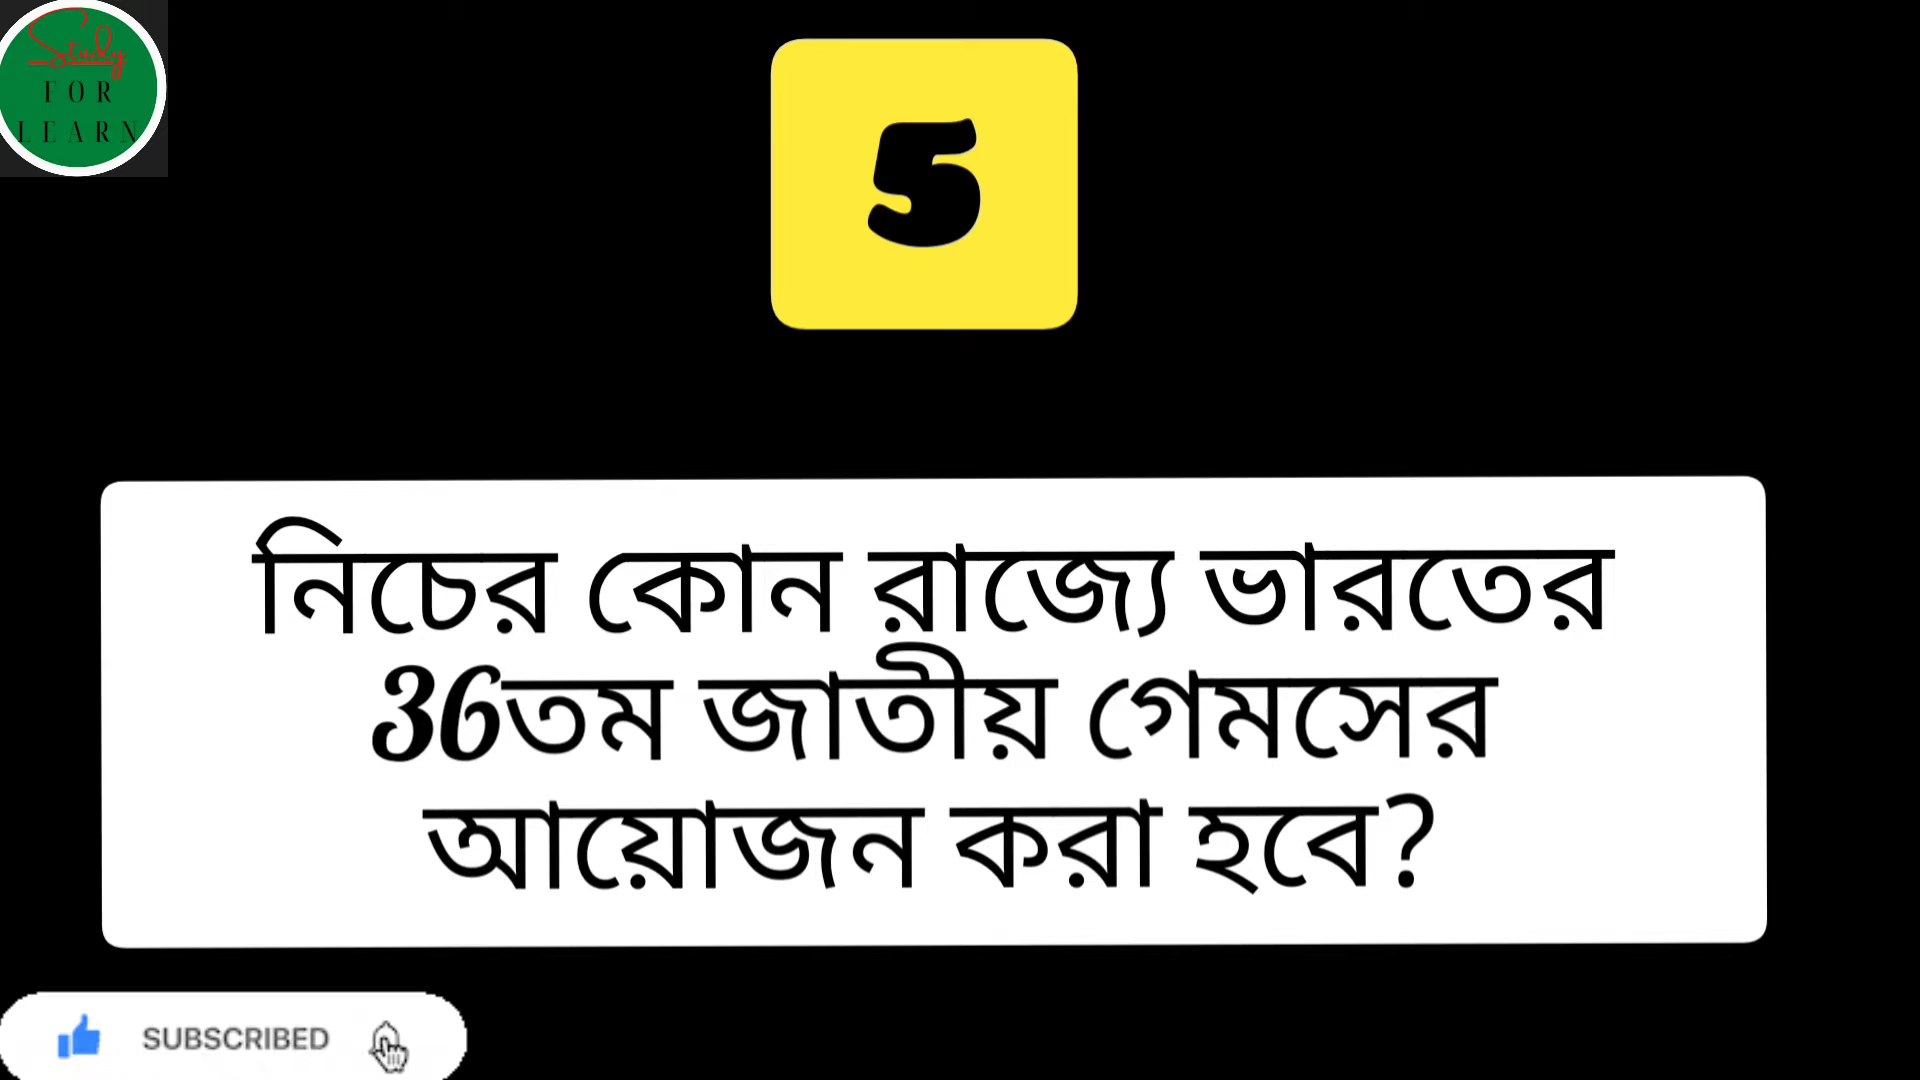 Study
FOR
LEARN
5
নিচের কোন রাজ্যে ভারতের
36তম জাতীয় গেমসের
আয়োজন করা হবে?
SUBSCRIBED